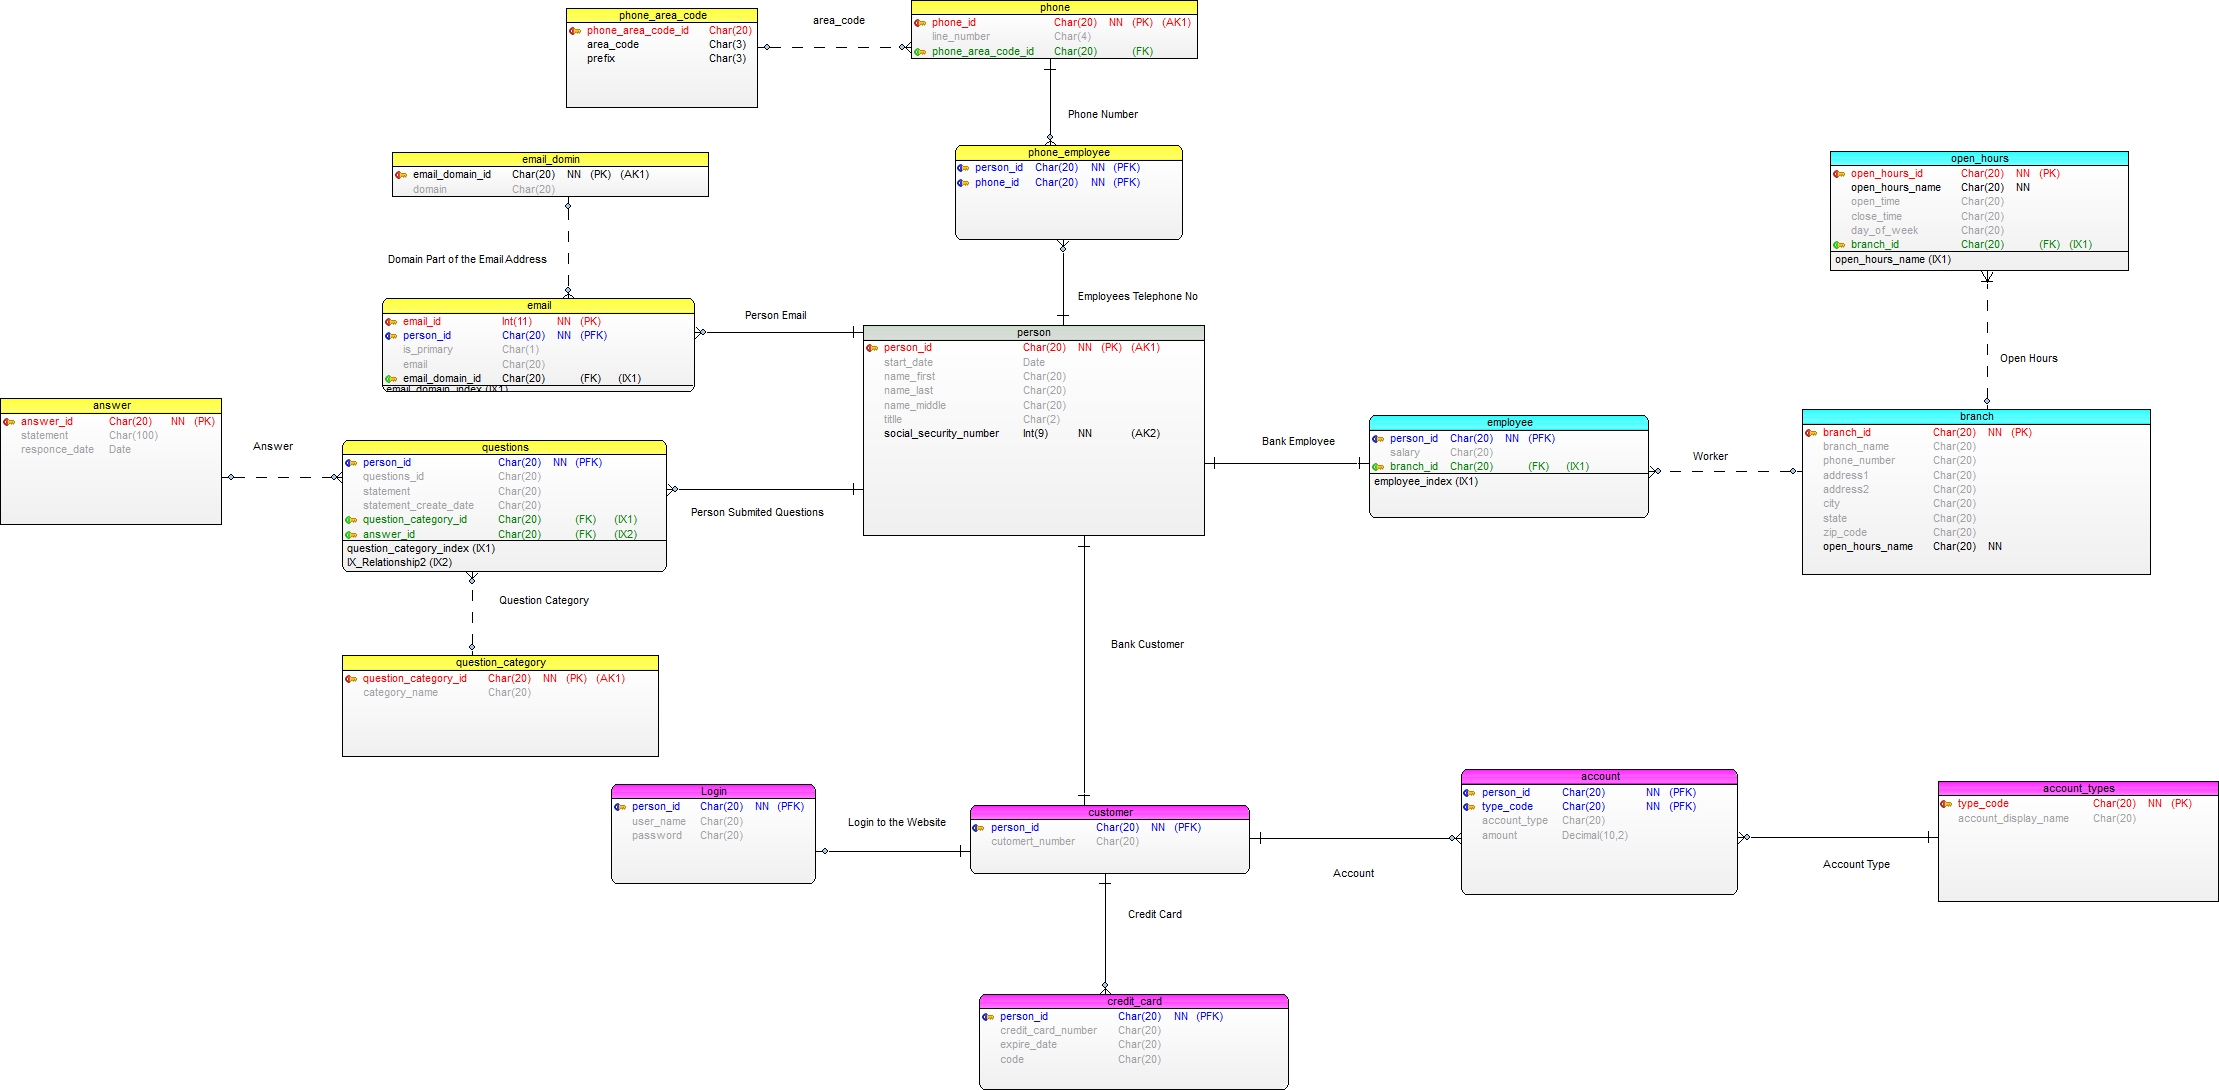 phone_area_code
phone_area_code_id Char(20)
area_code Char(3)
prefix Char(3)
area_code
phone
phone_id Char(20) NN (PK) (AK1)
line_number Char(4)
phone_area_code_id Char(20) (FK)
Phone Number
phone_employee
person_id Char(20) NN (PFK)
phone_id Char(20) NN (PFK)
Employees Telephone No
email_domin
email_domain_id Char(20) NN (PK) (AK1)
domain Char(20)
Domain Part of the Email Address
email
email_id Int(11) NN (PK)
person_id Char(20) NN (PFK)
is_primary Char(1)
email Char(20)
email_domain_id Char(20) (FK) (IX1)
email_domain_index (IX1)
Person Email
open_hours
open_hours_id Char(20) NN (PK)
open_hours_name Char(20) NN
open_time Char(20)
close_time Char(20)
day_of_week Char(20)
branch_id Char(20) (FK) (IX1)
open_hours_name (IX1)
Open Hours
person
person_id Char(20) NN (PK) (AK1)
start_date Date
name_first Char(20)
name_last Char(20)
name_middle Char(20)
titlle Char(2)
social_security_number Int(9) NN (AK2)
answer
answer_id Char(20) NN (PK)
statement Char(100)
responce_date Date
Answer
questions
person_id Char(20) NN (PFK)
questions_id Char(20)
statement Char(20)
statement_create_date Char(20)
question_category_id Char(20) (FK) (IX1)
answer_id Char(20) (FK) (IX2)
question_category_index (IX1)
IX_Relationship2 (IX2)
Person Submited Questions
Bank Employee
employee
person_id Char(20) NN (PFK)
salary Char(20)
branch_id Char(20) (FK) (IX1)
employee_index (IX1)
Worker
branch
branch_id Char(20) NN (PK)
branch_name Char(20)
phone_number Char(20)
address1 Char(20)
address2 Char(20)
city Char(20)
state Char(20)
zip_code Char(20)
open_hours_name Char(20) NN
Question Category
question_category
question_category_id Char(20) NN (PK) (AK1)
category_name Char(20)
Bank Customer
Login
person_id Char(20) NN (PFK)
user_name Char(20)
password Char(20)
Login to the Website
customer
person_id Char(20) NN (PFK)
cutomert_number Char(20)
Account
account
person_id Char(20) NN (PFK)
type_code Char(20) NN (PFK)
account_type Char(20)
amount Decimal(10,2)
Account Type
account_types
type_code Char(20) NN (PK)
account_display_name Char(20)
Credit Card
credit_card
person_id Char(20) NN (PFK)
credit_card_number Char(20)
expire_date Char(20)
code Char(20)